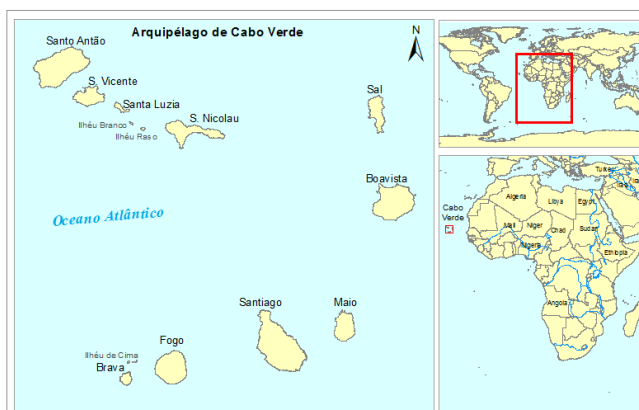 Arquipélago de Cabo Verde
N
Santo Antão
S. Vicente
Santa Luzia
Ilhéu Branco
Ilhéu Raso
S. Nicolau
Sal
Boavista
Oceano Atlântico
Santiago
Maio
Fogo
Ilhéu de Cima
Brava
Cabo
Verde
Algeria
Libya
Egypt
Mali
Niger
Chad
Sudan
Nigeria
Ethiopia
Angola